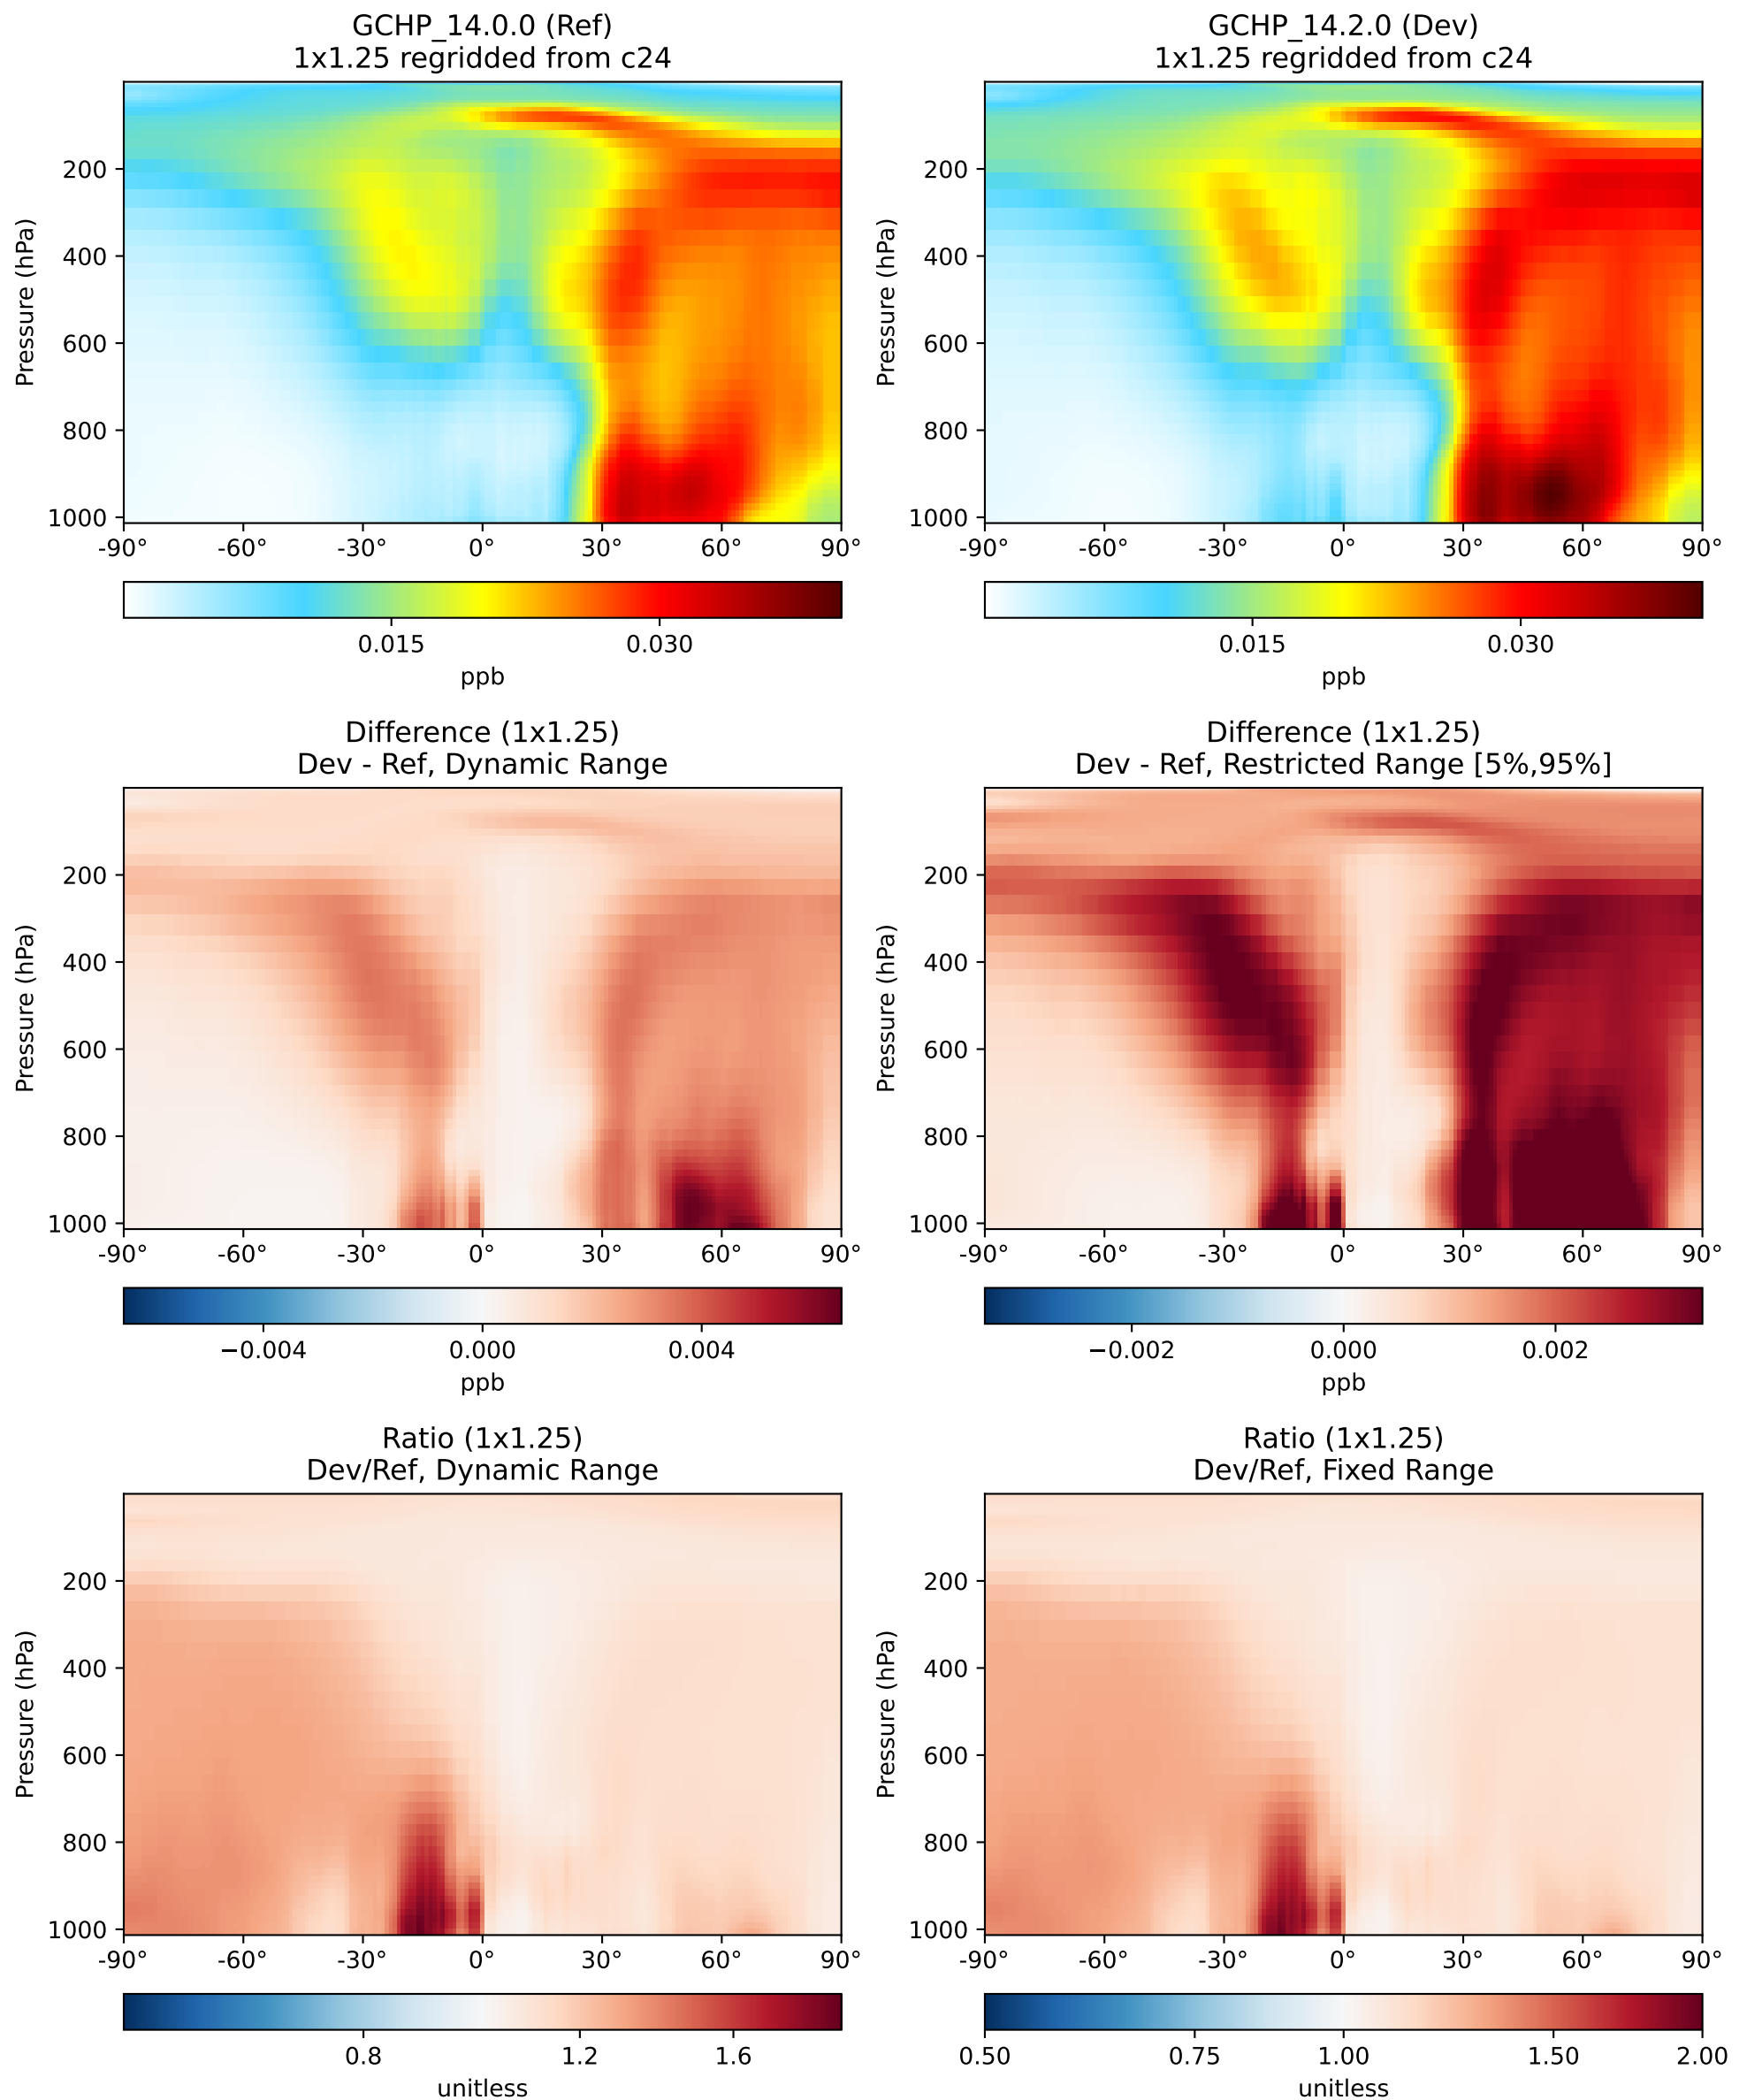 GCHP_14.0.0 (Ref)
1x1.25 regridded from c24
Pressure (hPa)
200
400
600
800
1000
-90° -60° -30° 0° 30° 60° 90°
0.015 0.030
ppb
GCHP_14.2.0 (Dev)
1x1.25 regridded from c24
Pressure (hPa)
200
400
600
800
1000
-90° -60° -30° 0° 30° 60° 90°
0.015 0.030
ppb
Difference (1x1.25)
Dev - Ref, Dynamic Range
Pressure (hPa)
200
400
600
800
1000
-90° -60° -30° 0° 30° 60° 90°
−0.004 0.000 0.004
ppb
Difference (1x1.25)
Dev - Ref, Restricted Range [5%,95%]
Pressure (hPa)
200
400
600
800
1000
-90° -60° -30° 0° 30° 60° 90°
−0.002 0.000 0.002
ppb
Ratio (1x1.25)
Dev/Ref, Dynamic Range
Pressure (hPa)
200
400
600
800
1000
-90° -60° -30° 0° 30° 60° 90°
0.8 1.2 1.6
unitless
Ratio (1x1.25)
Dev/Ref, Fixed Range
Pressure (hPa)
200
400
600
800
1000
-90° -60° -30° 0° 30° 60° 90°
0.50 0.75 1.00 1.50 2.00
unitless